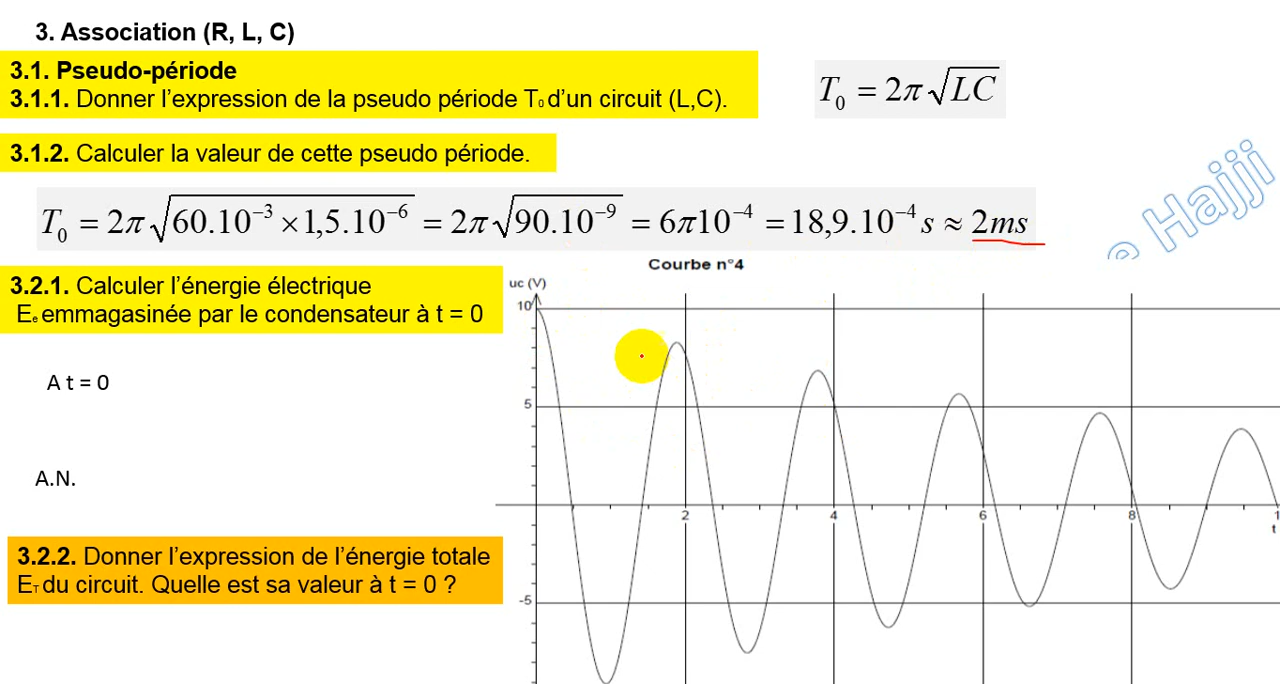 3. Association (R, L, C)
3.1. Pseudo-période
3.1.1. Donner l'expression de la pseudo période T₀ d'un circuit (L,C).
T₀ = 2π√LC
3.1.2. Calculer la valeur de cette pseudo période.
T₀ = 2π√60.10⁻³ × 1,5.10⁻⁶ = 2π√90.10⁻⁹ = 6π10⁻⁴ = 18,9.10⁻⁴ s ≈ 2ms
Hajji
3.2.1. Calculer l'énergie électrique
Eₑ emmagasinée par le condensateur à t = 0
A t = 0
A.N.
3.2.2. Donner l'expression de l'énergie totale
E_T du circuit. Quelle est sa valeur à t = 0 ?
Courbe n°4
uc (V)
10
5
2 4 6 8 1
t
-5